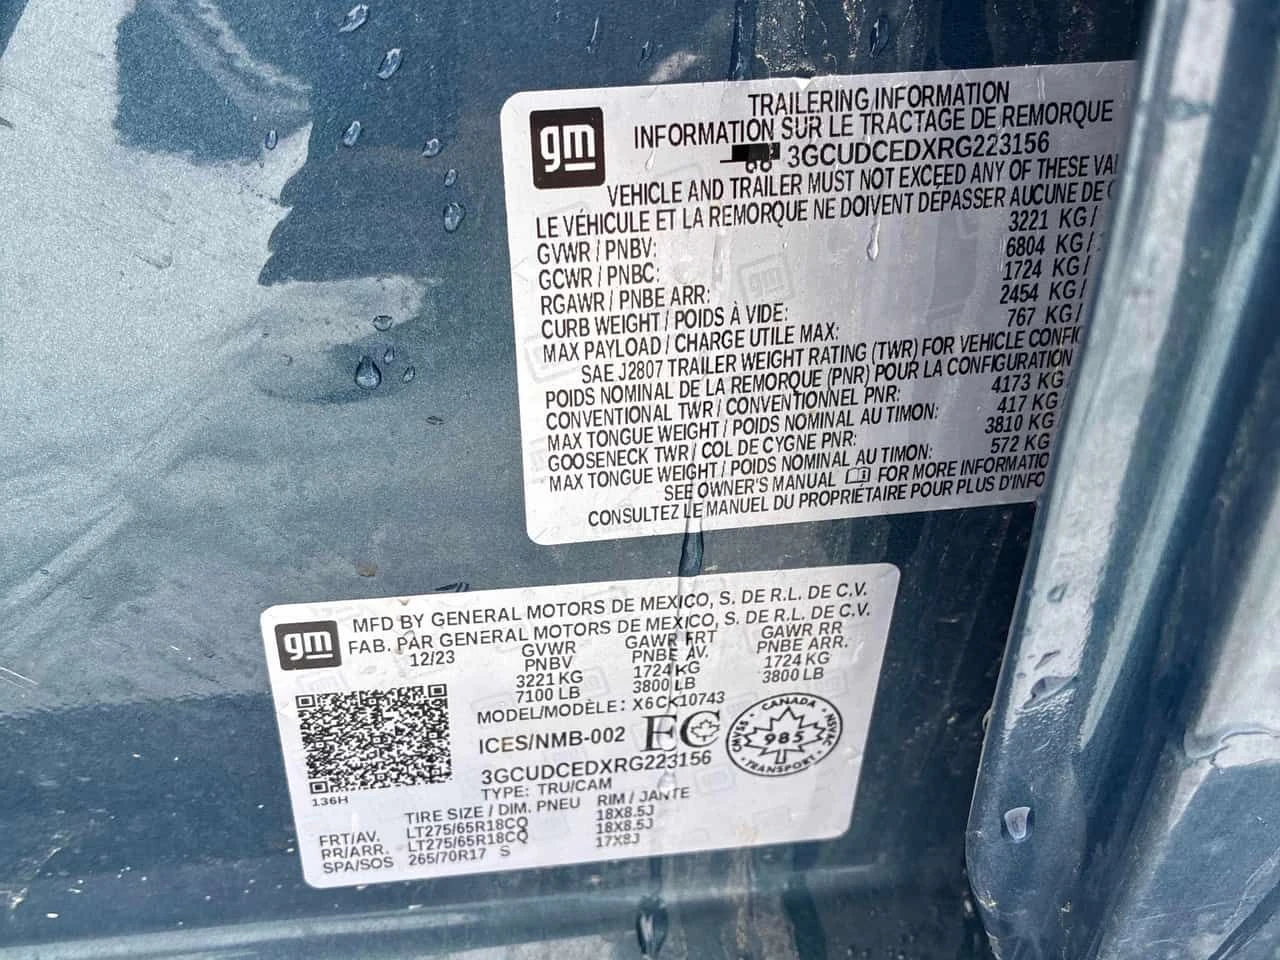 gm
TRAILERING INFORMATION
INFORMATION SUR LE TRACTAGE DE REMORQUE
3GCUDCEDXRG223156
VEHICLE AND TRAILER MUST NOT EXCEED ANY OF THESE
LE VÉHICULE ET LA REMORQUE NE DOIVENT DÉPASSER AUCUNE DE
GVWR / PNBV: 3221 KG /
GCWR / PNBC: 6804 KG /
RGAWR / PNBE ARR: 1724 KG /
CURB WEIGHT / POIDS À VIDE: 2454 KG /
MAX PAYLOAD / CHARGE UTILE MAX: 767 KG /
SAE J2807 TRAILER WEIGHT RATING (TWR) FOR VEHICLE
POIDS NOMINAL DE LA REMORQUE (PNR) POUR LA CONFIGURATION
CONVENTIONAL TWR / CONVENTIONNEL PNR: 4173 KG
MAX TONGUE WEIGHT / POIDS NOMINAL AU TIMON: 417 KG /
GOOSENECK TWR / COL DE CYGNE PNR: 3810 KG
MAX TONGUE WEIGHT / POIDS NOMINAL AU TIMON: 572 KG
SEE OWNER'S MANUAL FOR MORE
CONSULTEZ LE MANUEL DU PROPRIÉTAIRE POUR PLUS
gm
MFD BY GENERAL MOTORS DE MEXICO, S. DE R.L. DE C.V.
FAB. PAR GENERAL MOTORS DE MEXICO, S. DE R.L. DE C.V.
12/23 GVWR GAWR FRT GAWR RR
PNBV PNBE AV. PNBE ARR.
3221 KG 1724 KG 1724 KG
7100 LB 3800 LB 3800 LB
MODEL/MODÈLE: X6CK10743
ICES/NMB-002 EC
CANADA
985
TRANSPORT
3GCUDCEDXRG223156
TYPE: TRU/CAM
136H
TIRE SIZE / DIM. PNEU RIM / JANTE
FRT/AV. LT275/65R18CQ 18X8.5J
RR/ARR. LT275/65R18CQ 18X8.5J
SPA/SOS 265/70R17 S 17X8J